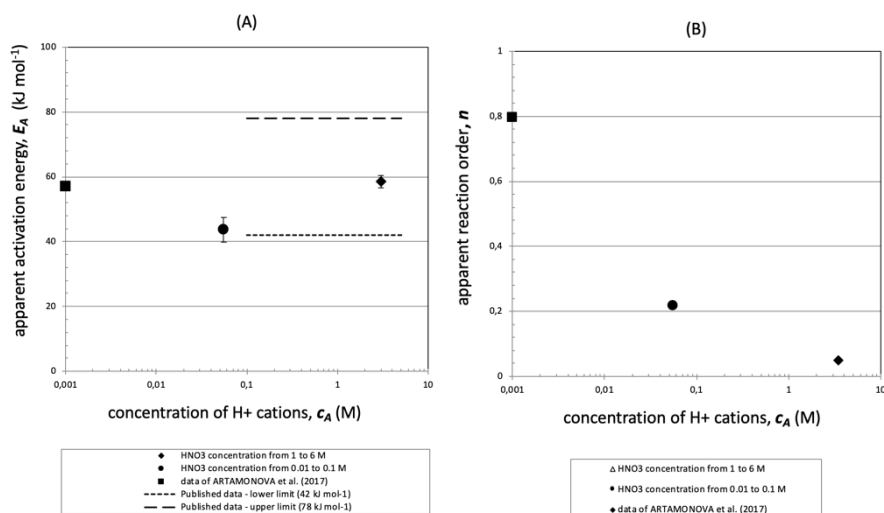 (A)
apparent activation energy, E_A (kJ mol-1)
100
80
60
40
20
0
0,001
0,01
0,1
1
10
concentration of H+ cations, c_A (M)
HNO3 concentration from 1 to 6 M
HNO3 concentration from 0.01 to 0.1 M
data of ARTAMONOVA et al. (2017)
Published data - lower limit (42 kJ mol-1)
Published data - upper limit (78 kJ mol-1)
(B)
apparent reaction order, n
1
0,8
0,6
0,4
0,2
0
0,001
0,1
1
10
concentration of H+ cations, c_A (M)
HNO3 concentration from 1 to 6 M
HNO3 concentration from 0.01 to 0.1 M
data of ARTAMONOVA et al. (2017)